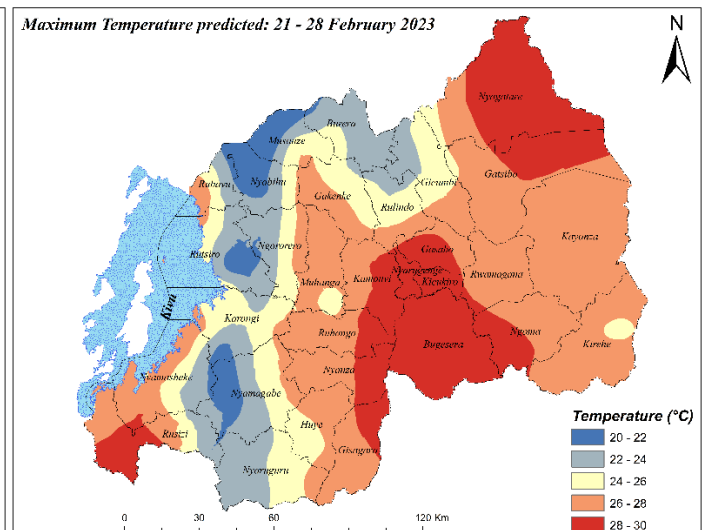 Maximum Temperature predicted: 21 - 28 February 2023
N
Nyagatare
Burera
Musanze
Nyabihu
Rubavu
Gakenke
Gicumbi
Gatsibo
Rulindo
Kayonza
Ngororero
Rutsiro
Gasabo
Nyarugenge
Kicukiro
Rwamagana
Muhanga
Kamonyi
Kivu
Karongi
Ruhango
Bugesera
Ngoma
Kirehe
Nyanza
Nyamasheke
Nyamagabe
Huye
Rusizi
Gisagara
Nyaruguru
Temperature (°C)
20 - 22
22 - 24
24 - 26
26 - 28
28 - 30
0 30 60 120 Km